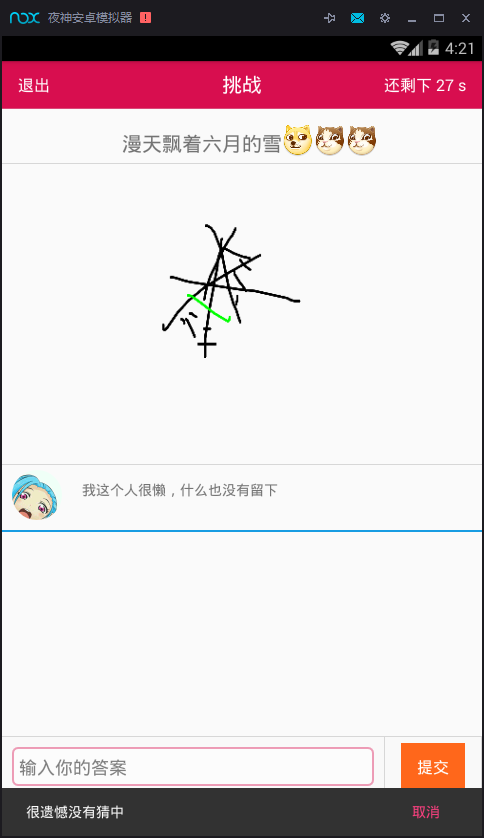 nox 夜神安卓模拟器
4:21
退出 挑战 还剩下 27 s
漫天飘着六月的雪
我这个人很懒，什么也没有留下
输入你的答案 提交
很遗憾没有猜中 取消